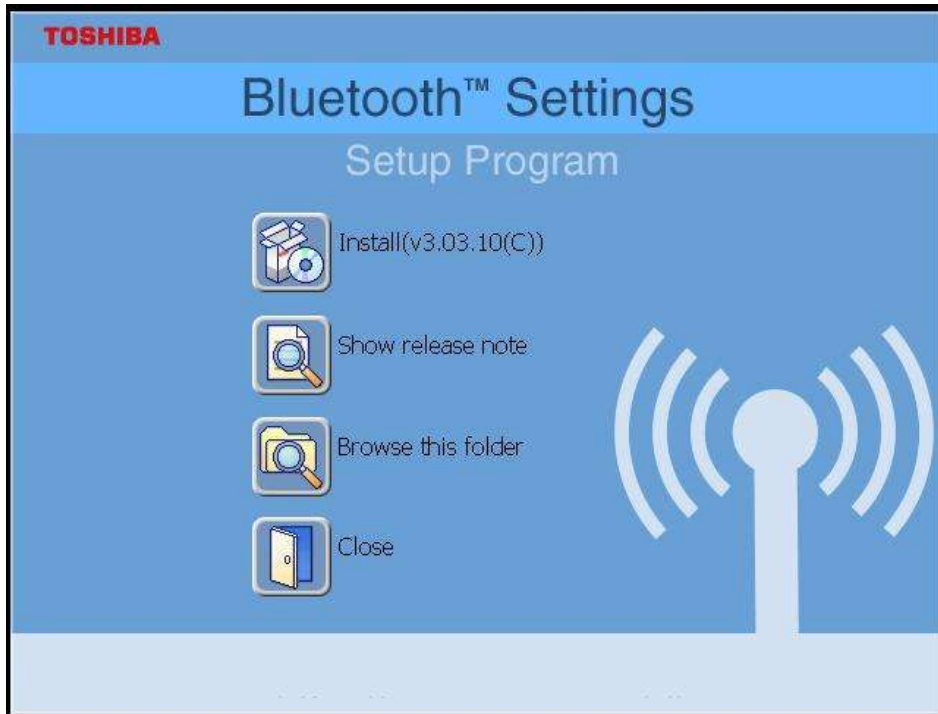 TOSHIBA
Bluetooth™ Settings
Setup Program
Install(v3.03.10(C))
Show release note
Browse this folder
Close